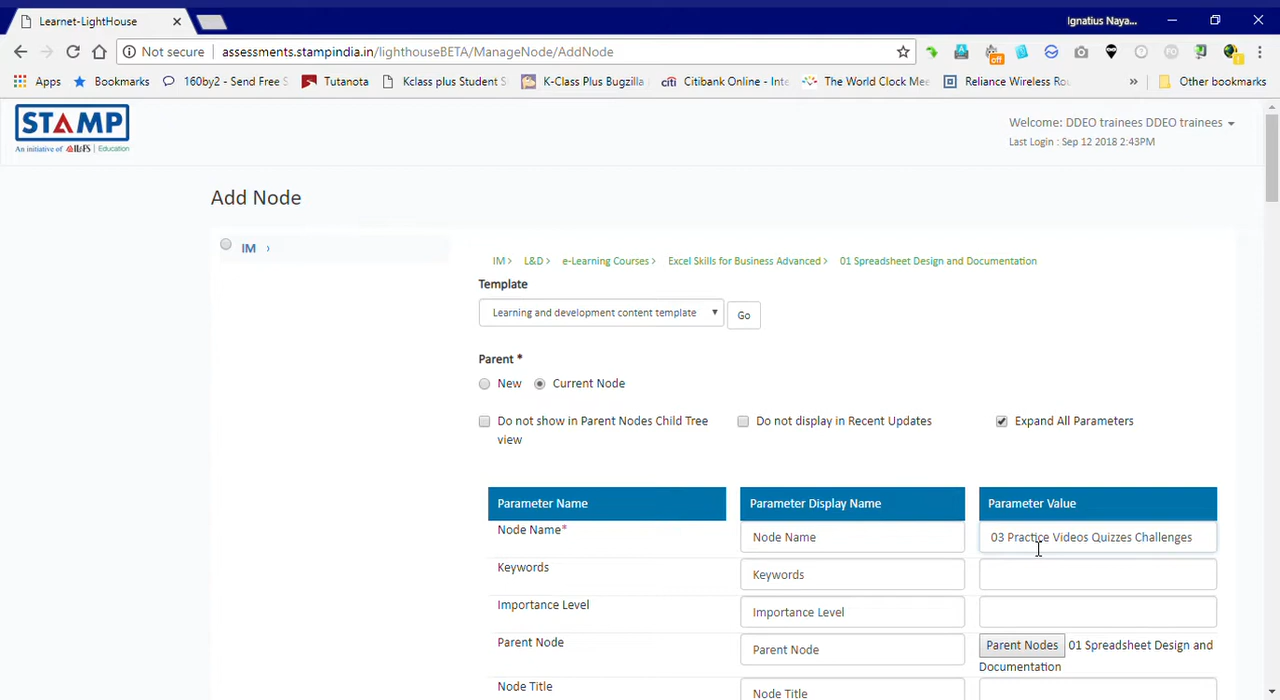 Learnet-LightHouse
Ignatius Naya...
Not secure
assessments.stampindia.in/lighthouseBETA/ManageNode/AddNode
off
Apps
Bookmarks
160by2 - Send Free S
Tutanota
Kclass plus Student S
K-Class Plus Bugzilla
citi Citibank Online - Inte
The World Clock Mee
Reliance Wireless Rou
»
Other bookmarks
STAMP
An initiative of IL&FS | Education
Welcome: DDEO trainees DDEO trainees
Last Login : Sep 12 2018 2:43PM
Add Node
IM ›
IM > L&D > e-Learning Courses > Excel Skills for Business Advanced > 01 Spreadsheet Design and Documentation
Template
Learning and development content template
Go
Parent *
New
Current Node
Do not show in Parent Nodes Child Tree
view
Do not display in Recent Updates
Expand All Parameters
Parameter Name
Parameter Display Name
Parameter Value
Node Name*
Node Name
03 Practice Videos Quizzes Challenges
Keywords
Keywords
Importance Level
Importance Level
Parent Node
Parent Node
Parent Nodes 01 Spreadsheet Design and
Documentation
Node Title
Node Title